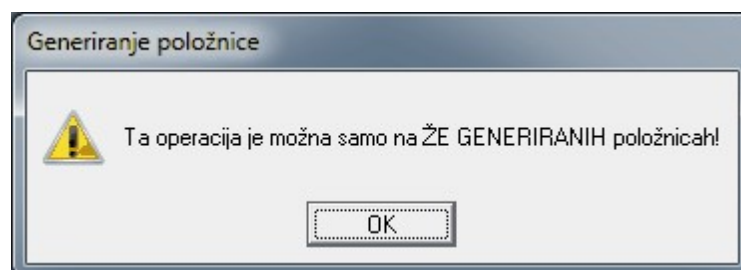 Generiranje položnice
Ta operacija je možna samo na ŽE GENERIRANIH položnicah!
OK